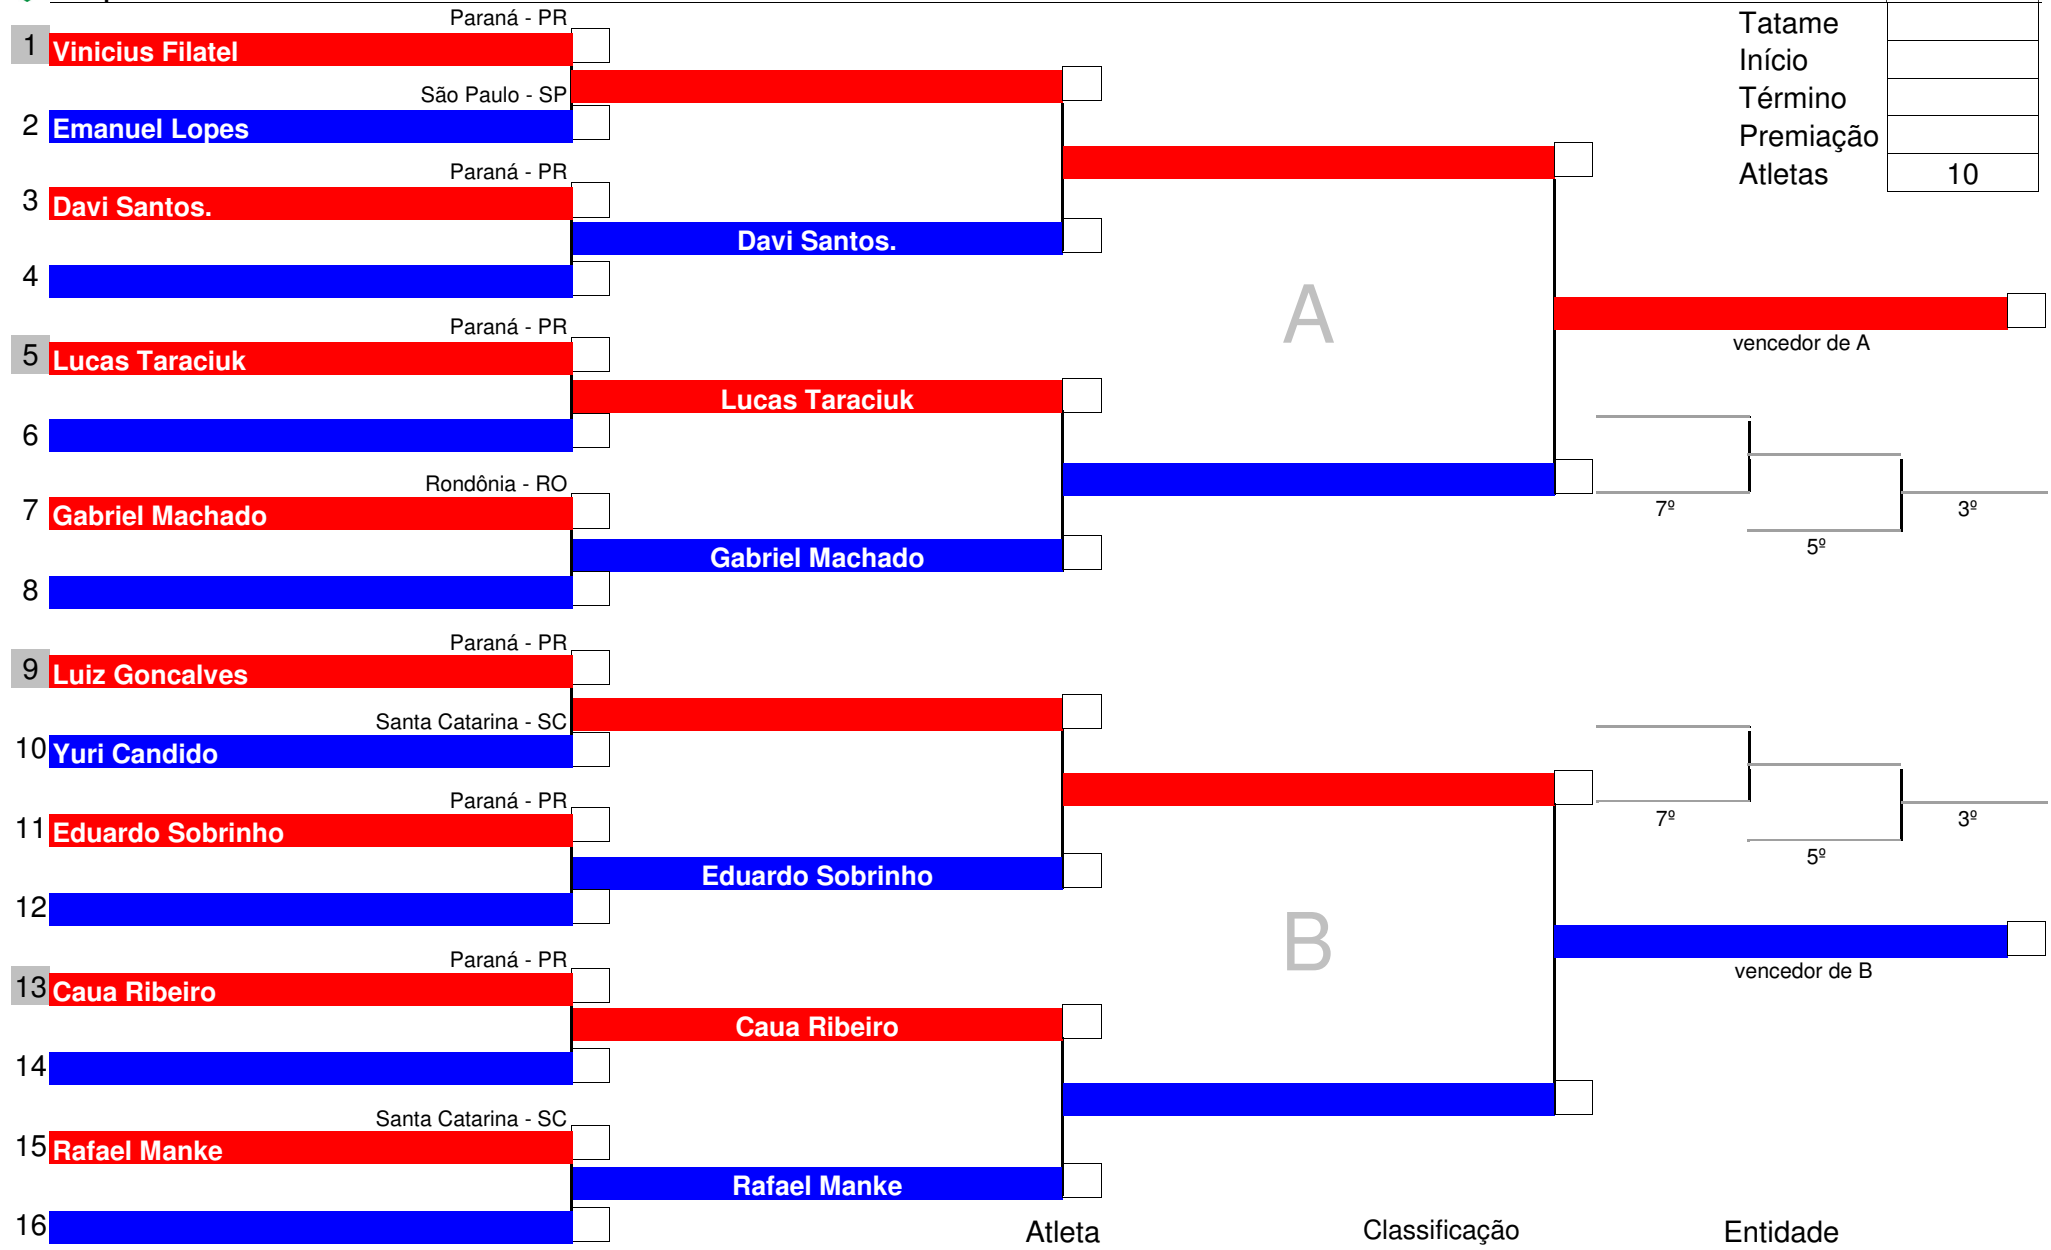 Paraná - PR
1 Vinicius Filatel
São Paulo - SP
2 Emanuel Lopes
Paraná - PR
3 Davi Santos.
Davi Santos.
4
Paraná - PR
5 Lucas Taraciuk
Lucas Taraciuk
6
Rondônia - RO
7 Gabriel Machado
Gabriel Machado
8
Paraná - PR
9 Luiz Goncalves
Santa Catarina - SC
10 Yuri Candido
Paraná - PR
11 Eduardo Sobrinho
Eduardo Sobrinho
12
Paraná - PR
13 Caua Ribeiro
Caua Ribeiro
14
Santa Catarina - SC
15 Rafael Manke
Rafael Manke
16
A
B
Tatame
Início
Término
Premiação
Atletas 10
vencedor de A
7º
3º
5º
7º
3º
5º
vencedor de B
Atleta Classificação Entidade